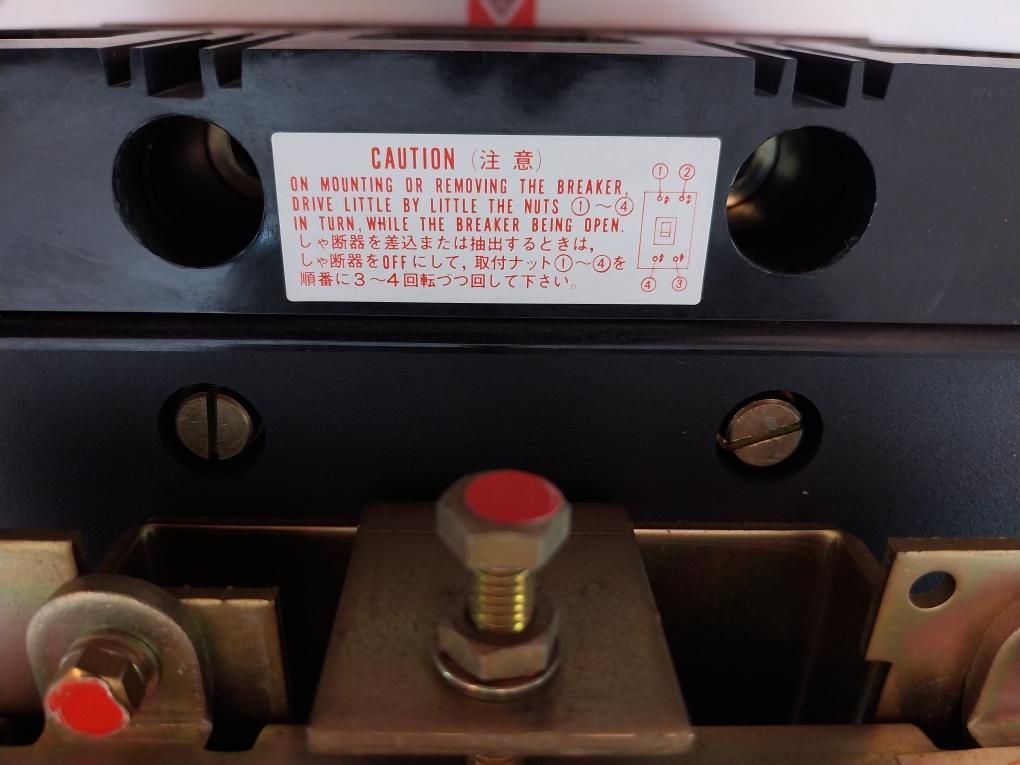 CAUTION (注意)
ON MOUNTING OR REMOVING THE BREAKER,
DRIVE LITTLE BY LITTLE THE NUTS ①～④
IN TURN, WHILE THE BREAKER BEING OPEN.
しゃ断器を差込または抽出するときは,
しゃ断器をOFFにして, 取付ナット①～④を
順番に3～4回転づつ回して下さい。
① ②
④ ③